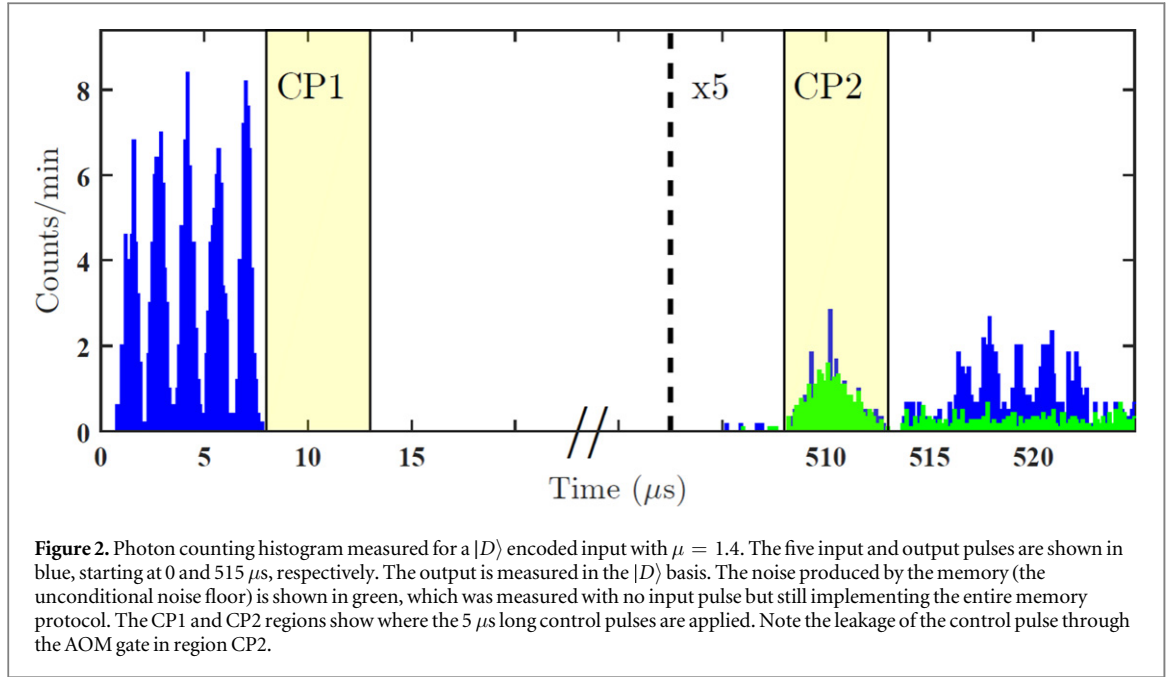 CP1
x5
CP2
8
6
4
2
0
Counts/min
0
5
10
15
510
515
520
Time (μs)
Figure 2. Photon counting histogram measured for a |D⟩ encoded input with μ = 1.4. The five input and output pulses are shown in
blue, starting at 0 and 515 μs, respectively. The output is measured in the |D⟩ basis. The noise produced by the memory (the
unconditional noise floor) is shown in green, which was measured with no input pulse but still implementing the entire memory
protocol. The CP1 and CP2 regions show where the 5 μs long control pulses are applied. Note the leakage of the control pulse through
the AOM gate in region CP2.